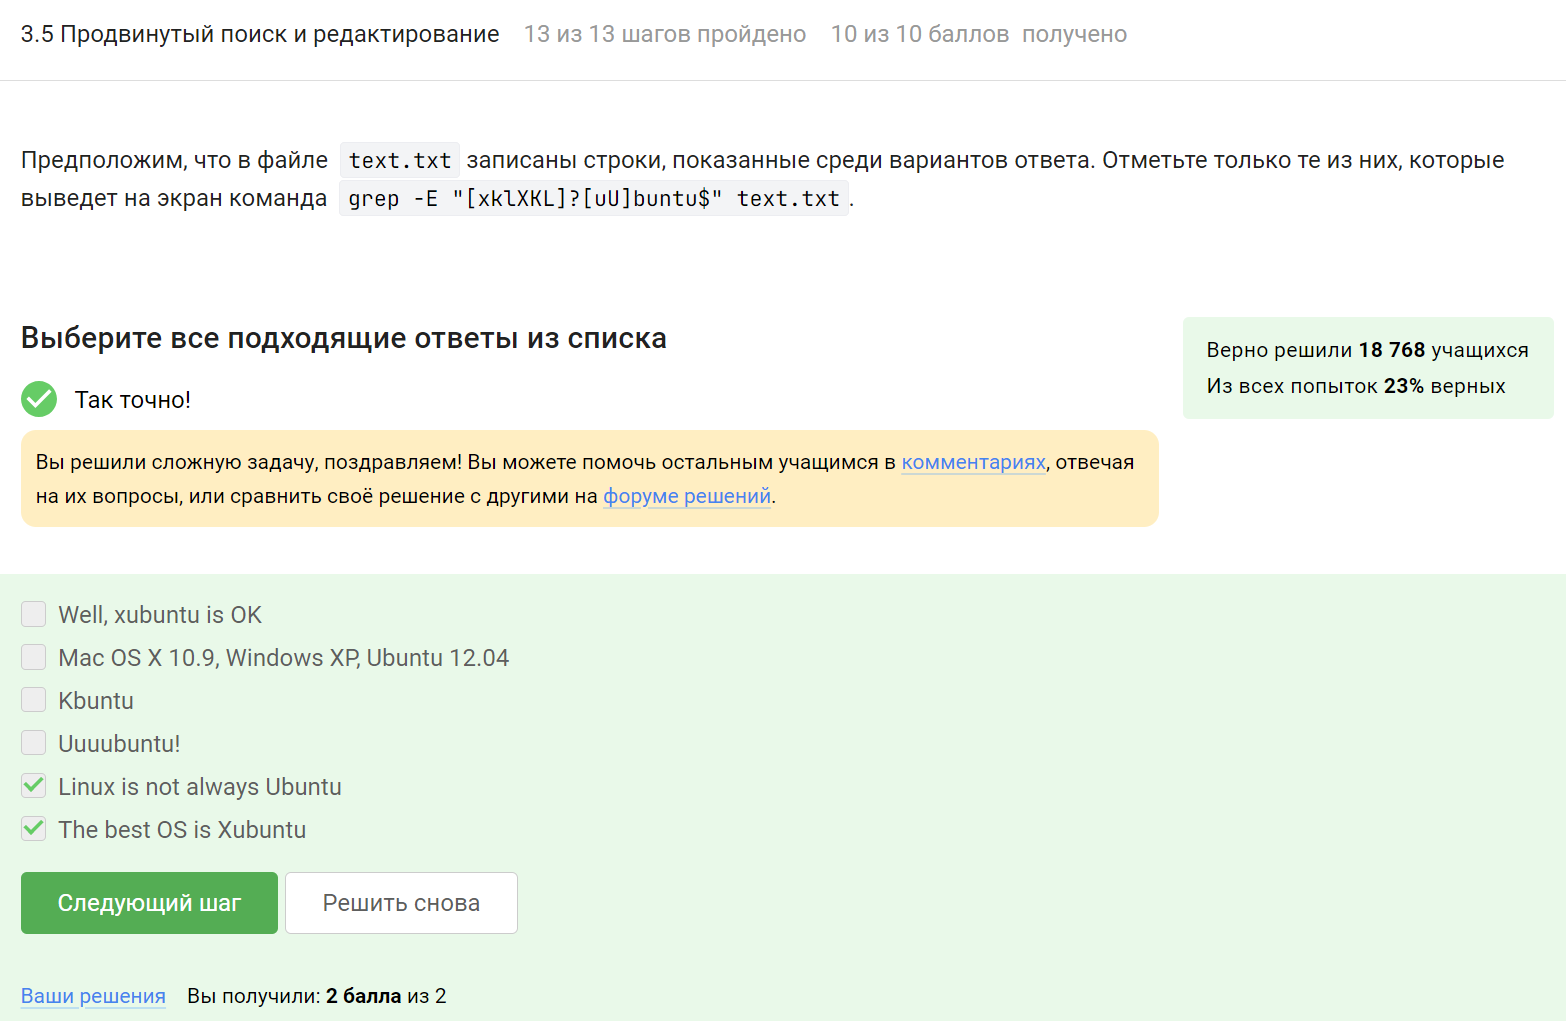 3.5 Продвинутый поиск и редактирование 13 из 13 шагов пройдено 10 из 10 баллов получено
Предположим, что в файле text.txt записаны строки, показанные среди вариантов ответа. Отметьте только те из них, которые
выведет на экран команда grep -E "[xklXKL]?[uU]buntu$" text.txt.
Выберите все подходящие ответы из списка
Верно решили 18 768 учащихся
Из всех попыток 23% верных
Так точно!
Вы решили сложную задачу, поздравляем! Вы можете помочь остальным учащимся в комментариях, отвечая
на их вопросы, или сравнить своё решение с другими на форуме решений.
Well, xubuntu is OK
Mac OS X 10.9, Windows XP, Ubuntu 12.04
Kbuntu
Uuuubuntu!
Linux is not always Ubuntu
The best OS is Xubuntu
Следующий шаг Решить снова
Ваши решения Вы получили: 2 балла из 2